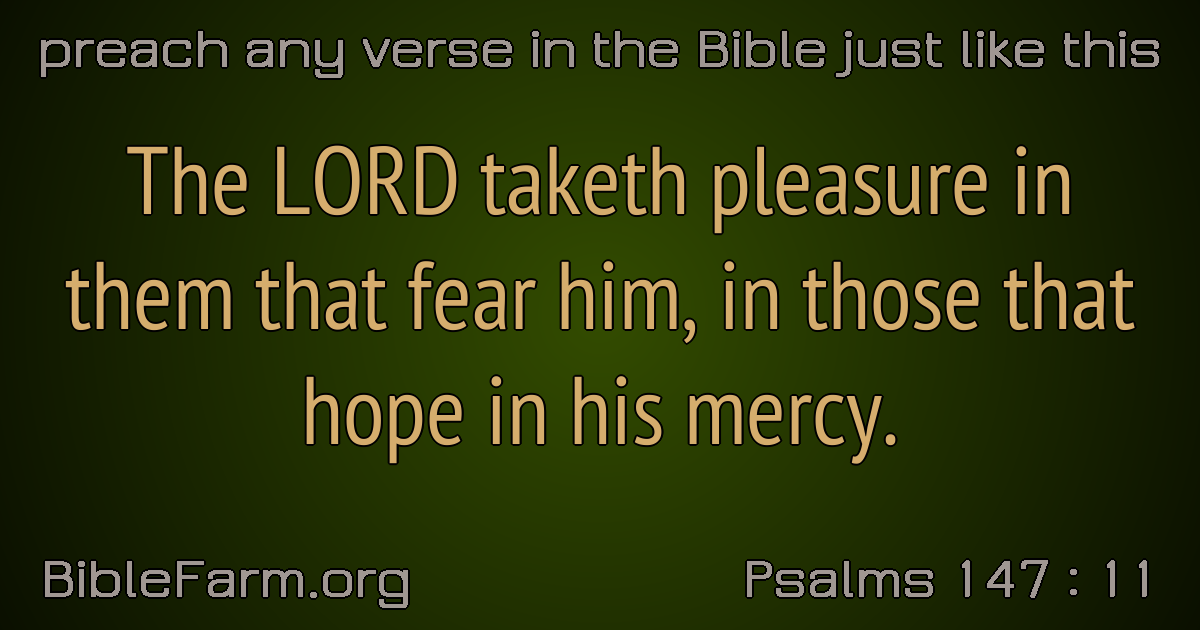 preach any verse in the Bible just like this
The LORD taketh pleasure in
them that fear him, in those that
hope in his mercy.
BibleFarm.org
Psalms 147 : 11